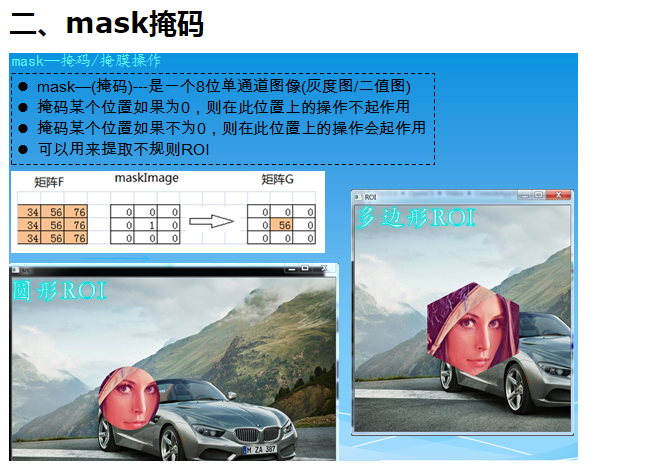 二、mask掩码
mask—掩码/掩膜操作
● mask—(掩码)---是一个8位单通道图像(灰度图/二值图)
● 掩码某个位置如果为0，则在此位置上的操作不起作用
● 掩码某个位置如果不为0，则在此位置上的操作会起作用
● 可以用来提取不规则ROI
矩阵F maskImage 矩阵G
34 56 76 0 0 0 0 0 0
34 56 76 0 1 0 0 56 0
34 56 76 0 0 0 0 0 0
ROI
多边形ROI
圆形ROI
M ZA 387